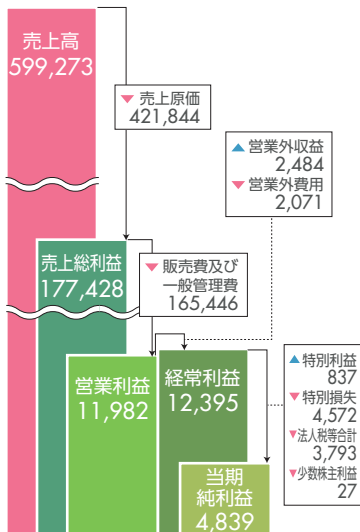 売上高
599,273
▼ 売上原価
421,844
▲ 営業外収益
2,484
▼ 営業外費用
2,071
売上総利益
177,428
▼ 販売費及び
一般管理費
165,446
営業利益
11,982
経常利益
12,395
▲ 特別利益
837
▼ 特別損失
4,572
▼法人税等合計
3,793
▼少数株主利益
27
当期
純利益
4,839